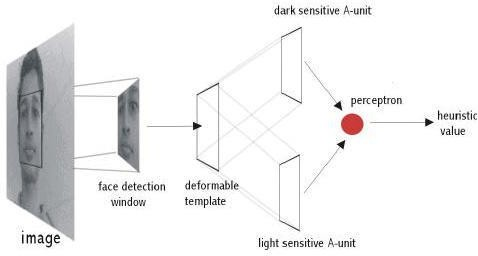 dark sensitive A-unit
perceptron
heuristic
value
face detection
window
deformable
template
image
light sensitive A-unit